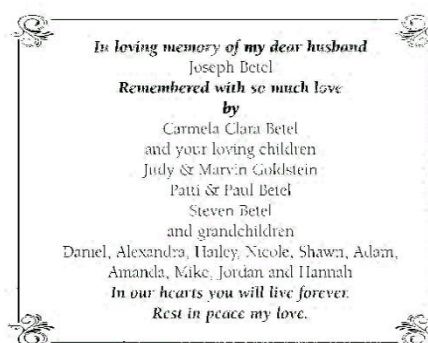 In loving memory of my dear husband
Joseph Betel
Remembered with so much love
by
Carmela Clara Betel
and your loving children
Judy & Marvin Goldstein
Patti & Paul Betel
Steven Betel
and grandchildren
Daniel, Alexandra, Hailey, Nicole, Shawn, Adam,
Amanda, Mike, Jordan and Hannah
In our hearts you will live forever.
Rest in peace my love.